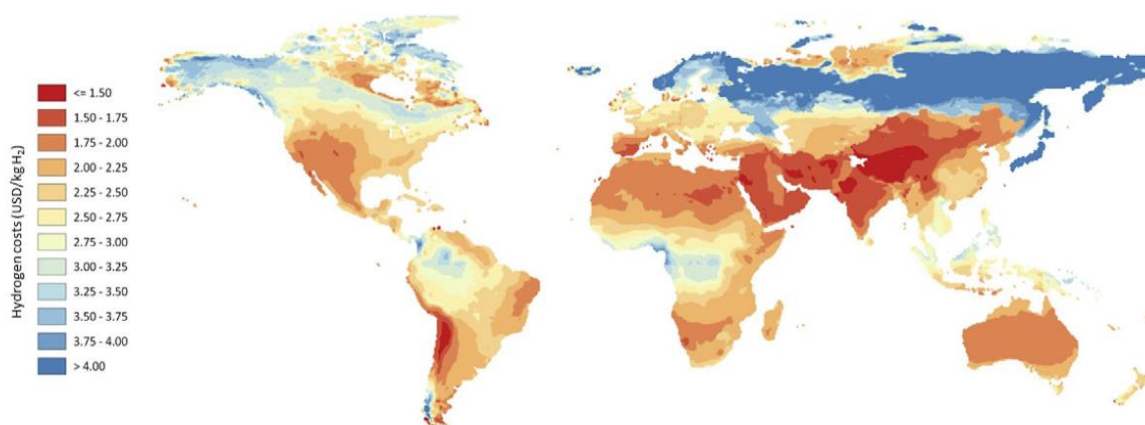 Hydrogen costs (USD/kg H₂)
<= 1.50
1.50 - 1.75
1.75 - 2.00
2.00 - 2.25
2.25 - 2.50
2.50 - 2.75
2.75 - 3.00
3.00 - 3.25
3.25 - 3.50
3.50 - 3.75
3.75 - 4.00
> 4.00